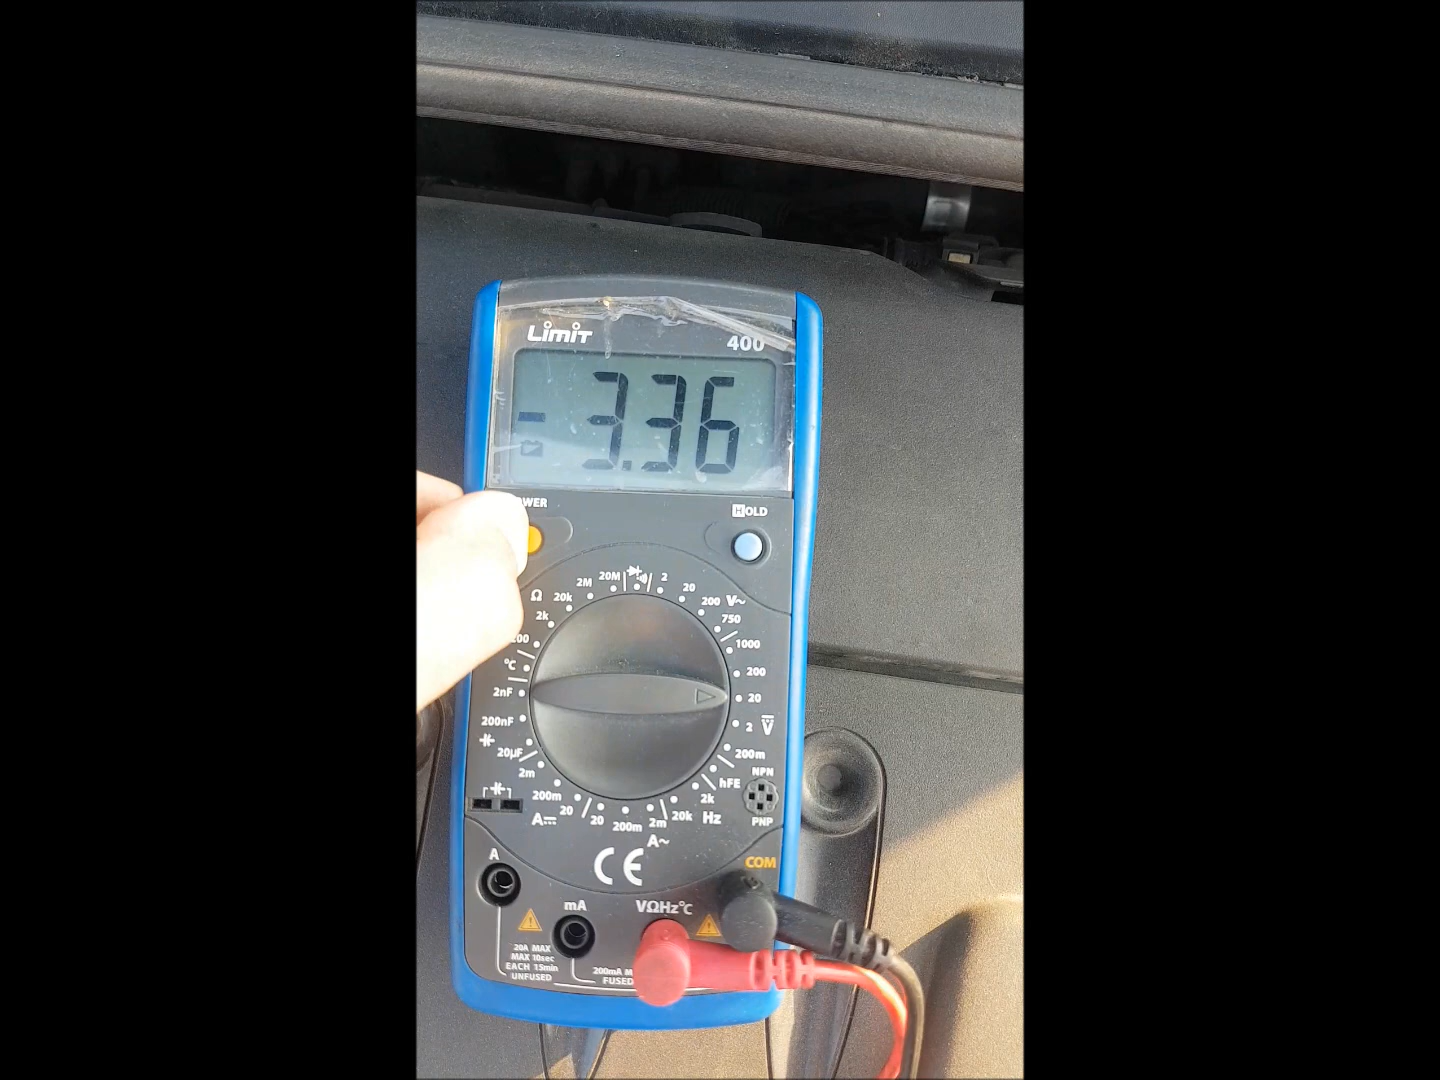 LimiT
400
- 3.36
HOLD
Ω 2M 20M 2 20
20k 200 V~
2k 750
1000
°C 200
2nF 20
200nF 2 V
20µF 200m
2m hFE NPN
200m 2k
A 20 20 200m 2m 20k Hz PNP
A~
CE
COM
A
mA
VΩHz°C
20A MAX
MAX 10sec
EACH 15min
UNFUSED
200mA
FUSED